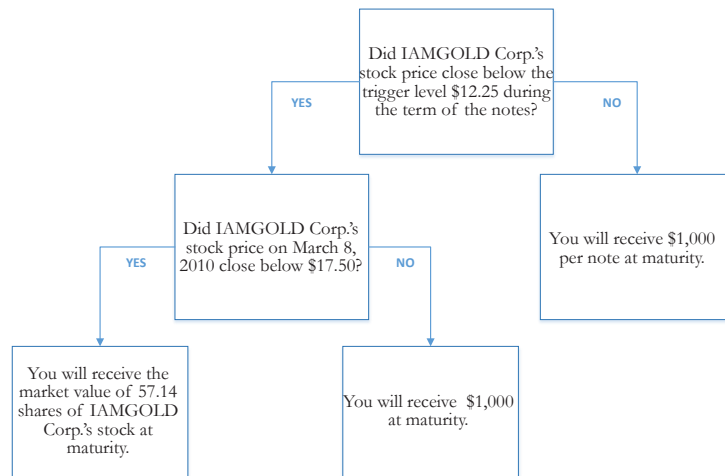 Did IAMGOLD Corp.'s
stock price close below the
trigger level $12.25 during
the term of the notes?
YES
NO
Did IAMGOLD Corp.'s
stock price on March 8,
2010 close below $17.50?
You will receive $1,000
per note at maturity.
YES
NO
You will receive the
market value of 57.14
shares of IAMGOLD
Corp.'s stock at
maturity.
You will receive $1,000
at maturity.